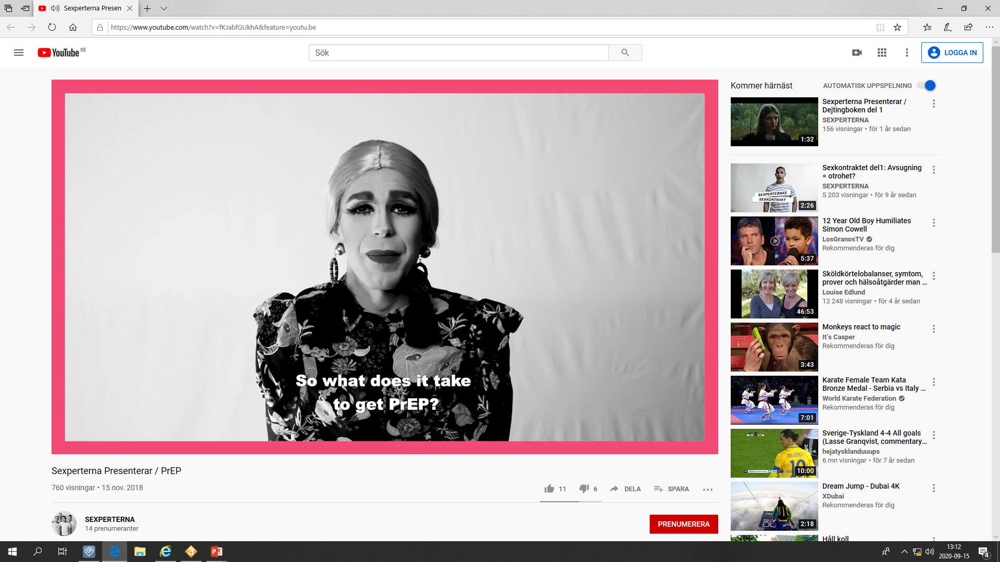 Sexperterna Presen
https://www.youtube.com/watch?v=fKJabfGUkhA&feature=youtu.be
YouTube SE
Sök
LOGGA IN
So what does it take
to get PrEP?
Sexperterna Presenterar / PrEP
760 visningar • 15 nov. 2018
11
6
DELA
SPARA
SEXPERTERNA
14 prenumeranter
PRENUMERERA
Kommer härnäst
AUTOMATISK UPPSPELNING
1:32
Sexperterna Presenterar /
Dejtingboken del 1
SEXPERTERNA
156 visningar • för 1 år sedan
SEXPERTERNAS
SEXKONTRAKT
2:26
Sexkontraktet del1: Avsugning
= otrohet?
SEXPERTERNA
5 203 visningar • för 9 år sedan
5:37
12 Year Old Boy Humiliates
Simon Cowell
LosGranosTV
Rekommenderas för dig
46:53
Sköldkörtelobalanser, symtom,
prover och hälsoåtgärder man ...
Louise Edlund
12 248 visningar • för 4 år sedan
3:43
Monkeys react to magic
It's Casper
Rekommenderas för dig
7:01
Karate Female Team Kata
Bronze Medal - Serbia vs Italy ...
World Karate Federation
Rekommenderas för dig
IBRAHIMOVIC
10
10:00
Sverige-Tyskland 4-4 All goals
(Lasse Granqvist, commentary...
hejatysklanduuups
6 mn visningar • för 7 år sedan
2:18
Dream Jump - Dubai 4K
XDubai
Rekommenderas för dig
Håll koll
13:12
2020-09-15
4